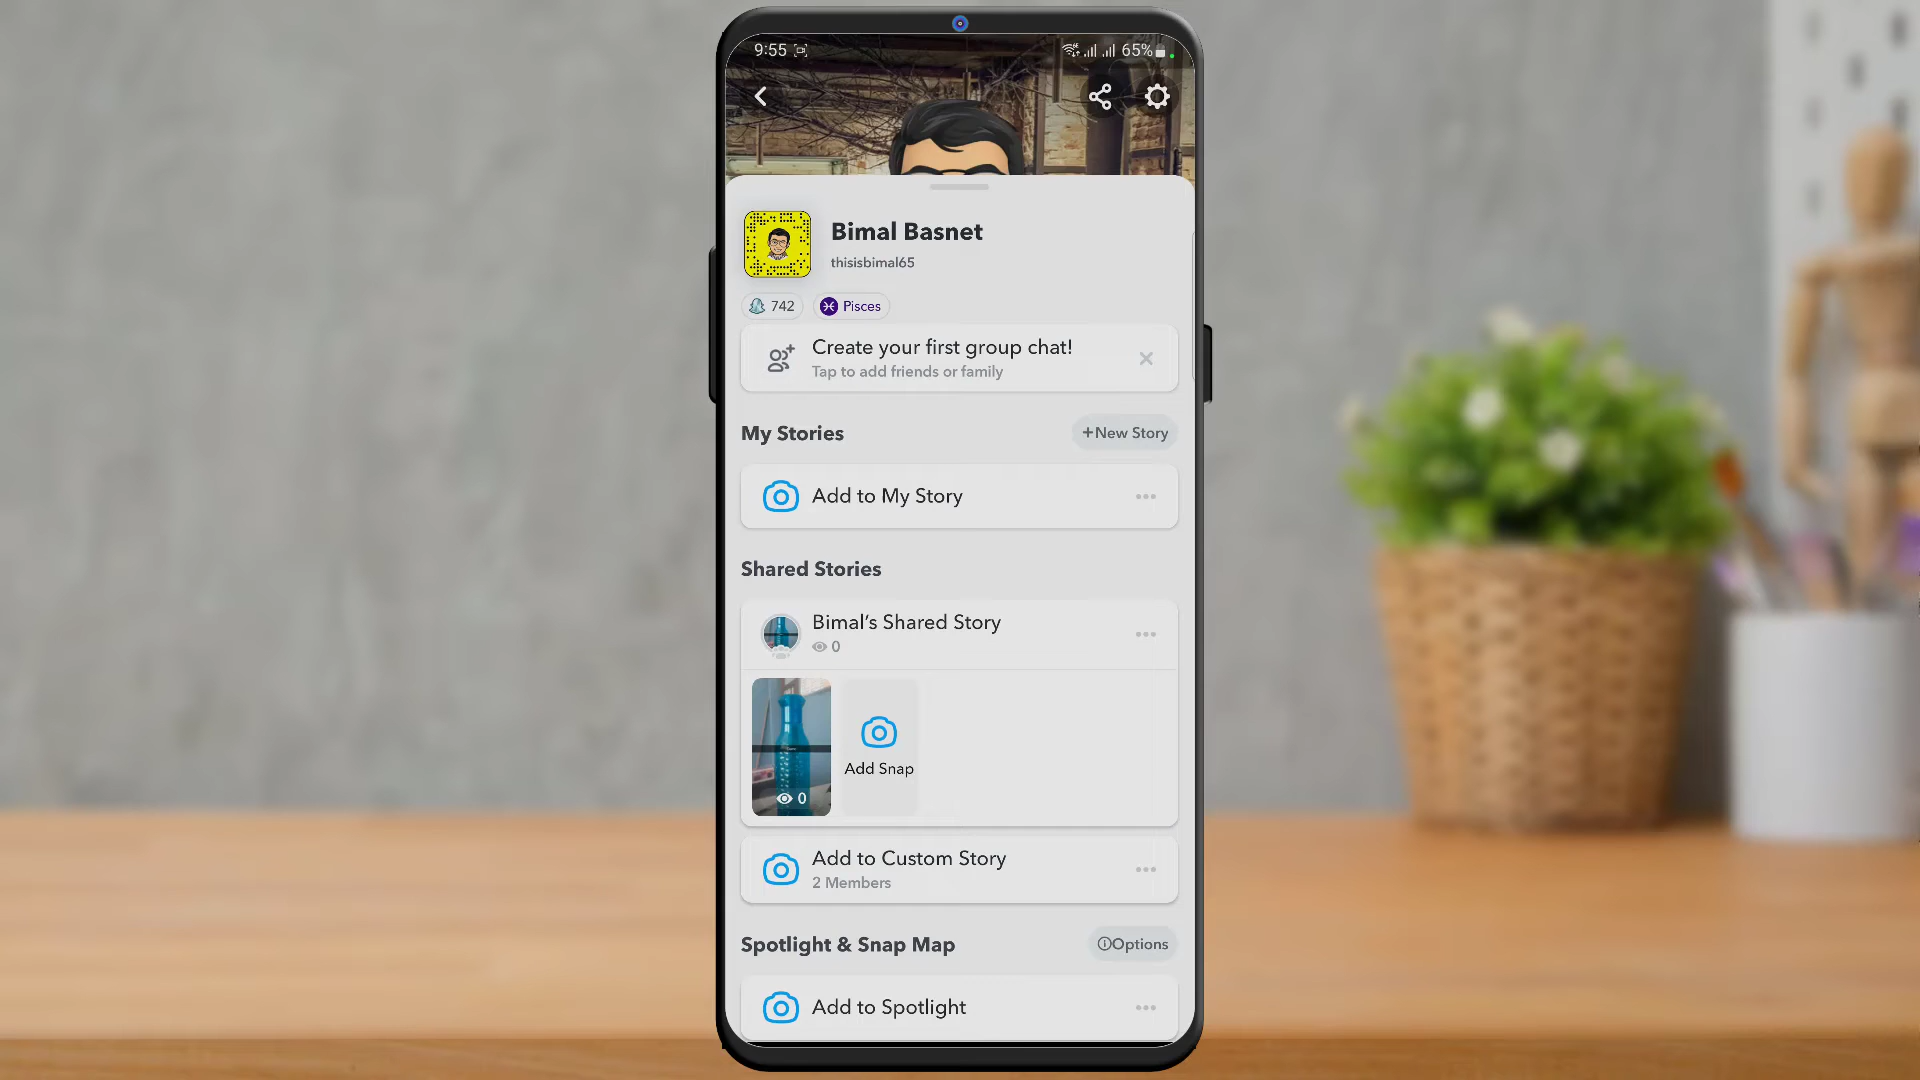 9:55 65%
Bimal Basnet
thisisbimal65
742 Pisces
Create your first group chat!
Tap to add friends or family
My Stories +New Story
Add to My Story
Shared Stories
Bimal’s Shared Story
0
0
Add Snap
Add to Custom Story
2 Members
Spotlight & Snap Map Options
Add to Spotlight